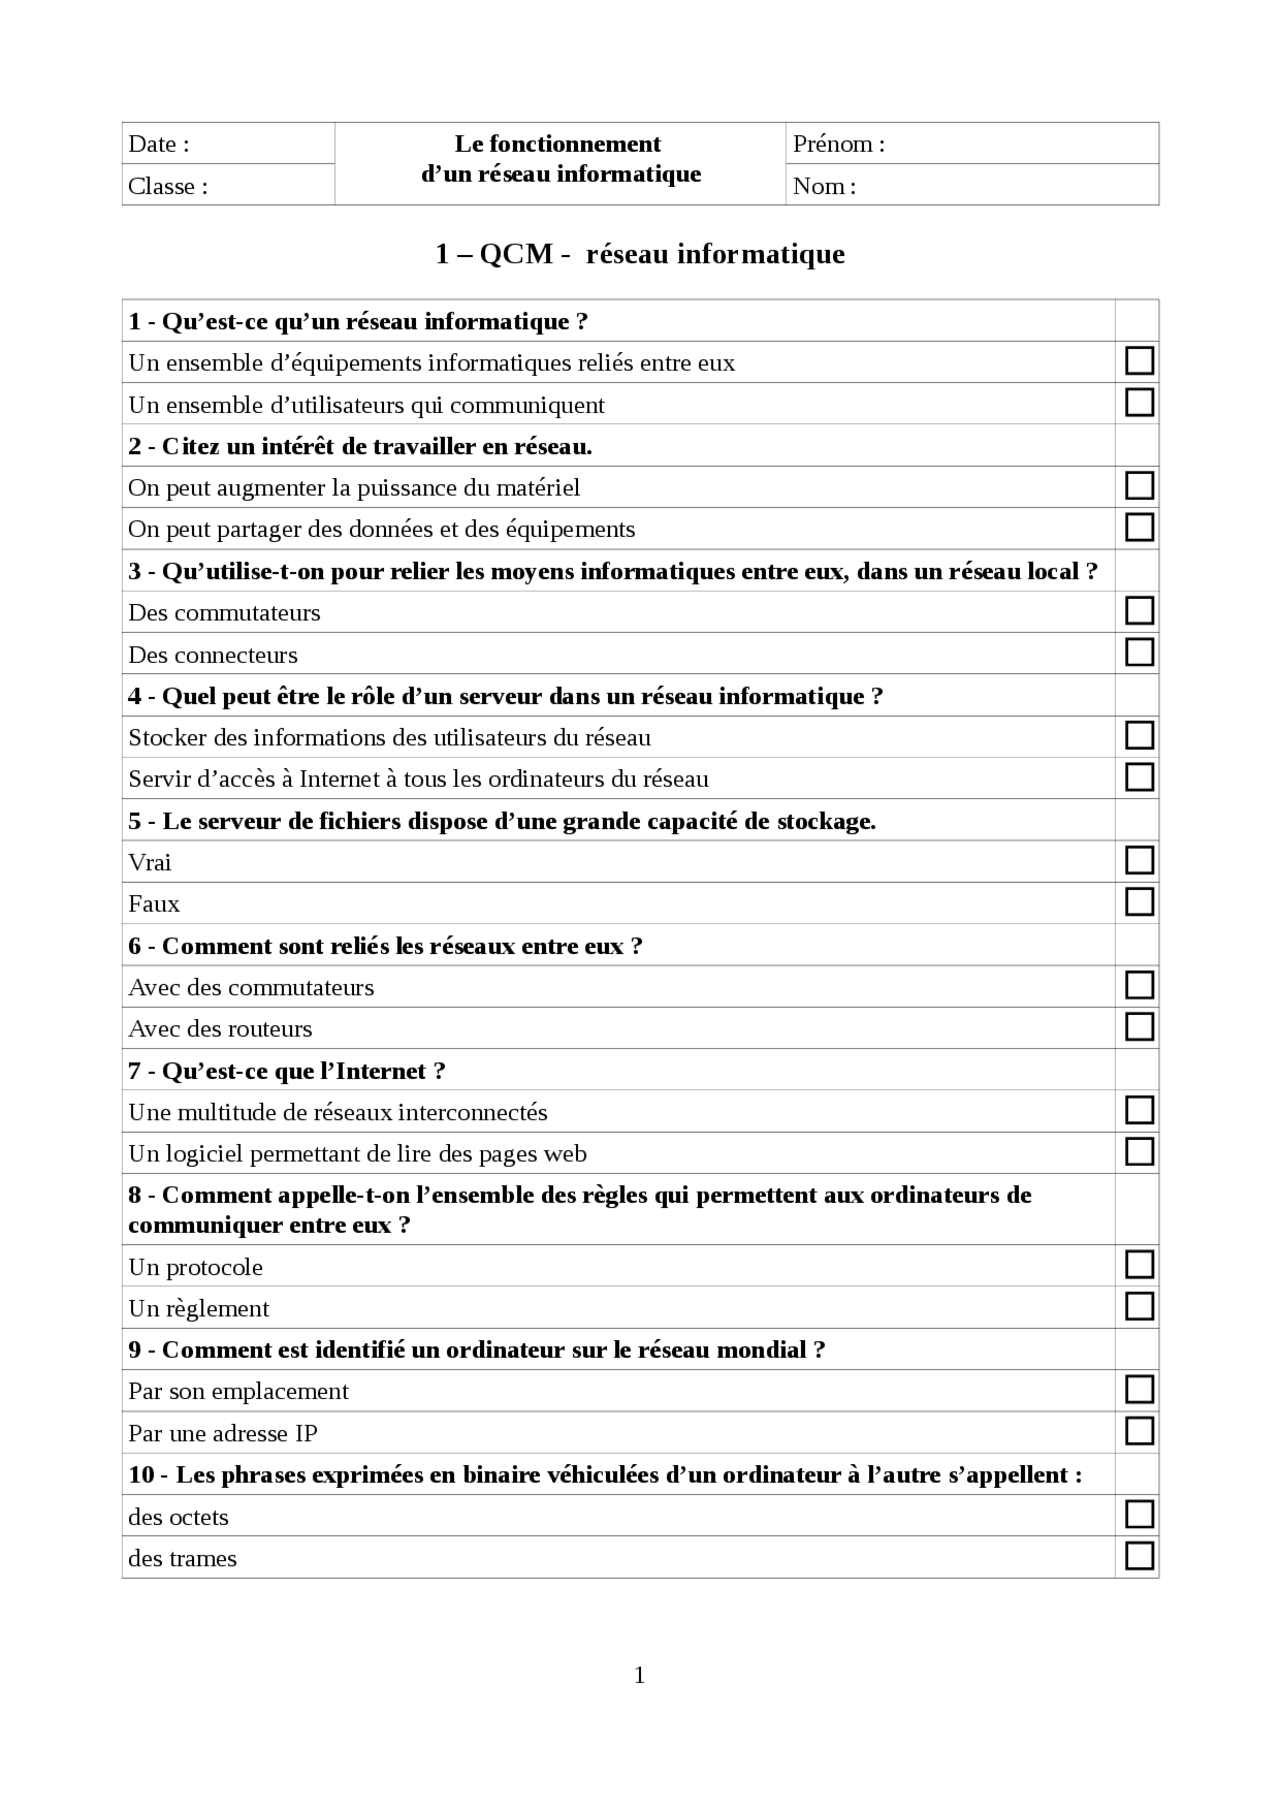 Date :
Classe :
Le fonctionnement
d’un réseau informatique
Prénom :
Nom :
1 – QCM -  réseau informatique
1 - Qu’est-ce qu’un réseau informatique ?
Un ensemble d’équipements informatiques reliés entre eux
Un ensemble d’utilisateurs qui communiquent
2 - Citez un intérêt de travailler en réseau.
On peut augmenter la puissance du matériel
On peut partager des données et des équipements
3 - Qu’utilise-t-on pour relier les moyens informatiques entre eux, dans un réseau local ?
Des commutateurs
Des connecteurs
4 - Quel peut être le rôle d’un serveur dans un réseau informatique ?
Stocker des informations des utilisateurs du réseau
Servir d’accès à Internet à tous les ordinateurs du réseau
5 - Le serveur de fichiers dispose d’une grande capacité de stockage.
Vrai
Faux
6 - Comment sont reliés les réseaux entre eux ?
Avec des commutateurs
Avec des routeurs
7 - Qu’est-ce que l’Internet ?
Une multitude de réseaux interconnectés
Un logiciel permettant de lire des pages web
8 - Comment appelle-t-on l’ensemble des règles qui permettent aux ordinateurs de
communiquer entre eux ?
Un protocole
Un règlement
9 - Comment est identifié un ordinateur sur le réseau mondial ?
Par son emplacement
Par une adresse IP
10 - Les phrases exprimées en binaire véhiculées d’un ordinateur à l’autre s’appellent :
des octets
des trames
1